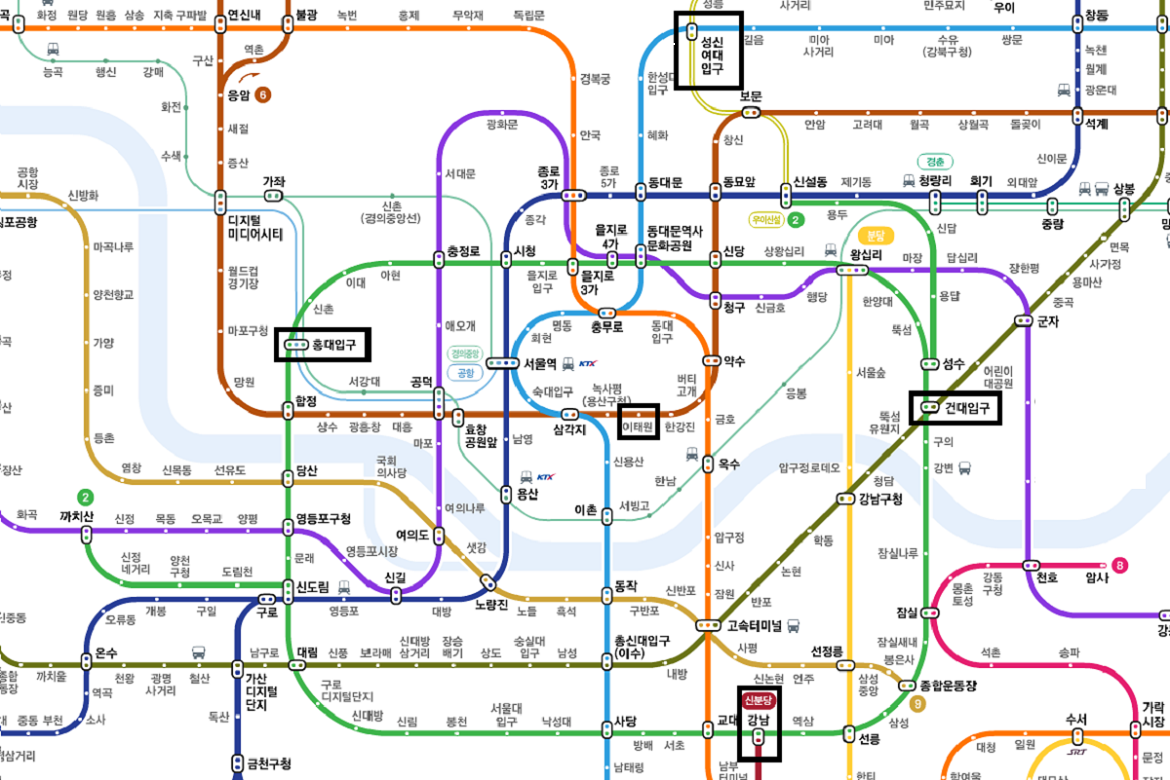 곡
화정
원당
원흥
삼송
지축
구파발
연신내
불광
녹번
홍제
무악재
독립문
정릉
사거리
민주묘지
우이
창동
능곡
행신
강매
구산
역촌
경복궁
성신
여대
입구
한성대
입구
길음
미아
사거리
미아
수유
(강북구청)
쌍문
녹천
월계
광운대
화전
응암
6
보문
새절
광화문
안국
혜화
창신
안암
고려대
월곡
상월곡
돌곶이
석계
수색
증산
신이문
공항
시장
신방화
가좌
서대문
종로
3가
종로
5가
동대문
동묘앞
신설동
제기동
경춘
청량리
회기
외대앞
상봉
중랑
망
김포공항
디지털
미디어시티
신촌
(경의중앙선)
종각
을지로
4가
동대문역사
문화공원
우이신설
2
용두
신답
면목
마곡나루
충정로
시청
신당
상왕십리
분당
왕십리
마장
답십리
장한평
사가정
용마산
월드컵
경기장
이대
아현
을지로
입구
을지로
3가
청구
신금호
행당
한양대
용답
중곡
양천향교
신촌
군자
마포구청
홍대입구
애오개
명동
회현
충무로
동대
입구
뚝섬
가양
경의중앙
공항
서울역
KTX
약수
서울숲
성수
어린이
대공원
증미
망원
서강대
공덕
숙대입구
녹사평
(용산구청)
버티
고개
응봉
합정
상수
광흥창
대흥
효창
공원앞
삼각지
이태원
한강진
금호
뚝섬
유원지
건대입구
등촌
마포
남영
구의
염창
신목동
선유도
당산
국회
의사당
신용산
한남
옥수
압구정로데오
청담
강변
2
까치산
화곡
신정
목동
오목교
양평
영등포구청
여의나루
용산
KTX
이촌
서빙고
강남구청
여의도
압구정
학동
신정
네거리
양천
구청
도림천
문래
영등포시장
샛강
잠실나루
신사
논현
몽촌
토성
강동
구청
천호
암사
8
신도림
신길
동작
신반포
잠원
반포
개봉
구일
구로
영등포
대방
노량진
노들
흑석
구반포
잠실
오류동
고속터미널
온수
남구로
대림
신풍
보라매
신대방
삼거리
장승
배기
상도
숭실대
입구
남성
총신대입구
(이수)
내방
사평
선정릉
잠실새내
봉은사
석촌
송파
까치울
천왕
광명
사거리
철산
가산
디지털
단지
구로
디지털단지
신논현
언주
삼성
중앙
종합운동장
9
역곡
신분당
중동
부천
소사
독산
신대방
신림
봉천
서울대
입구
낙성대
사당
방배
서초
교대
강남
역삼
선릉
삼성
대청
일원
수서
SRT
가락
시장
문정
금천구청
남태령
남부
터미널
한티
학여울